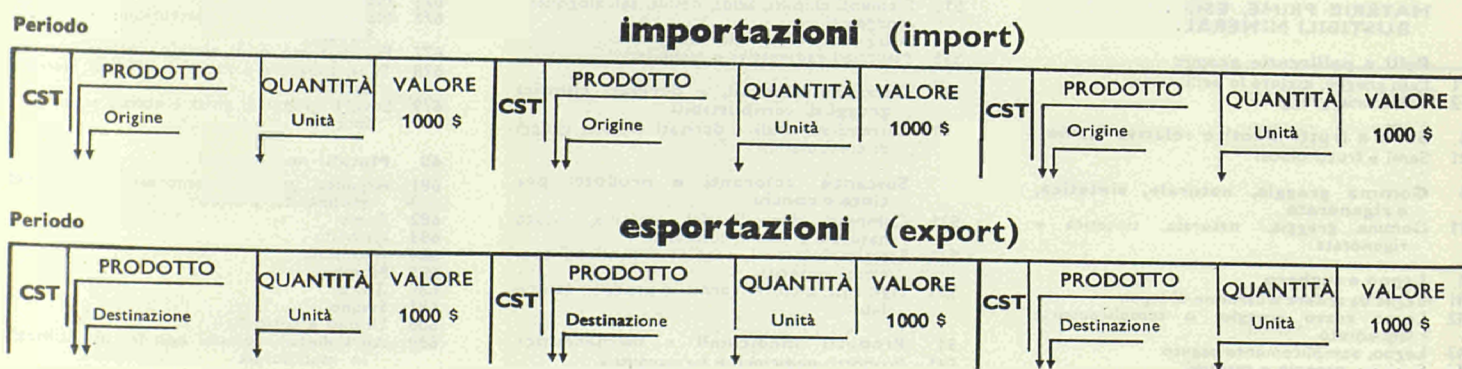 Periodo
importazioni (import)
CST PRODOTTO QUANTITÀ VALORE CST PRODOTTO QUANTITÀ VALORE CST PRODOTTO QUANTITÀ VALORE
Origine Unità 1000 $ Origine Unità 1000 $ Origine Unità 1000 $
Periodo
esportazioni (export)
CST PRODOTTO QUANTITÀ VALORE CST PRODOTTO QUANTITÀ VALORE CST PRODOTTO QUANTITÀ VALORE
Destinazione Unità 1000 $ Destinazione Unità 1000 $ Destinazione Unità 1000 $